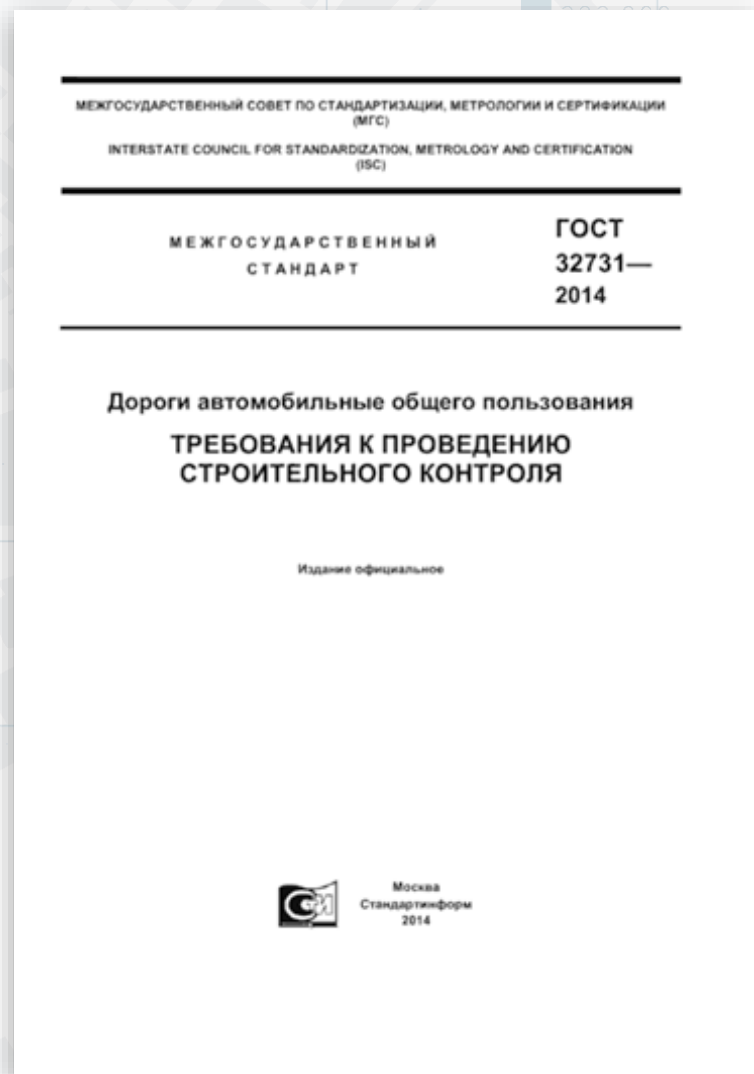 МЕЖГОСУДАРСТВЕННЫЙ СОВЕТ ПО СТАНДАРТИЗАЦИИ, МЕТРОЛОГИИ И СЕРТИФИКАЦИИ
(МГС)
INTERSTATE COUNCIL FOR STANDARDIZATION, METROLOGY AND CERTIFICATION
(ISC)
МЕЖГОСУДАРСТВЕННЫЙ
СТАНДАРТ
ГОСТ
32731—
2014
Дороги автомобильные общего пользования
ТРЕБОВАНИЯ К ПРОВЕДЕНИЮ
СТРОИТЕЛЬНОГО КОНТРОЛЯ
Издание официальное
Москва
Стандартинформ
2014